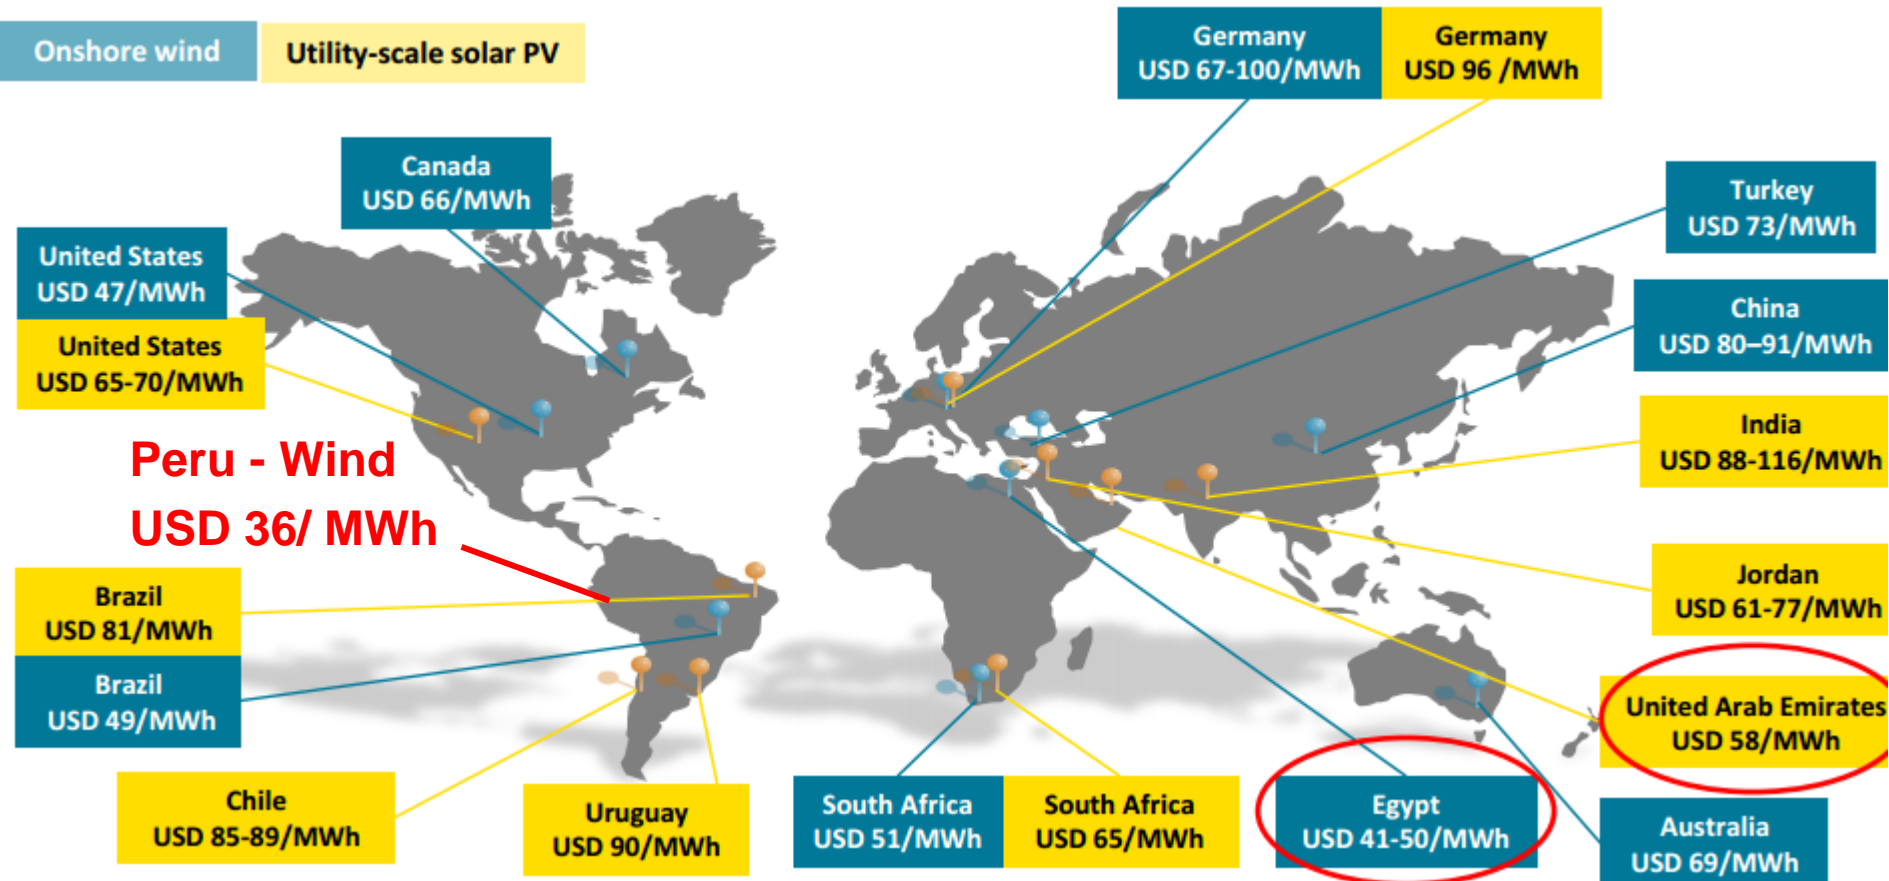 Onshore wind
Utility-scale solar PV
Germany
USD 67-100/MWh
Germany
USD 96 /MWh
Canada
USD 66/MWh
Turkey
USD 73/MWh
United States
USD 47/MWh
China
USD 80–91/MWh
United States
USD 65-70/MWh
India
USD 88-116/MWh
Peru - Wind
USD 36/ MWh
Jordan
USD 61-77/MWh
Brazil
USD 81/MWh
Brazil
USD 49/MWh
United Arab Emirates
USD 58/MWh
Chile
USD 85-89/MWh
Uruguay
USD 90/MWh
South Africa
USD 51/MWh
South Africa
USD 65/MWh
Egypt
USD 41-50/MWh
Australia
USD 69/MWh